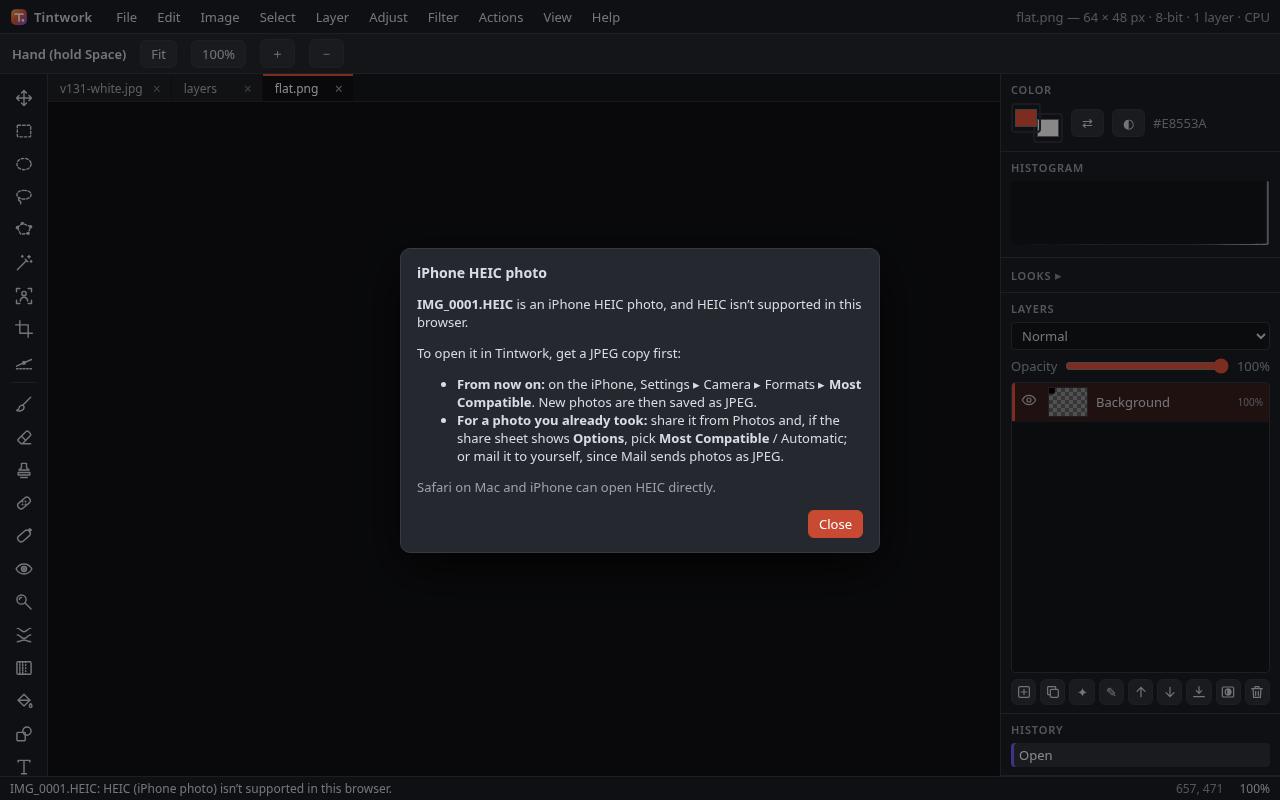 Tintwork File Edit Image Select Layer Adjust Filter Actions View Help flat.png — 64 × 48 px · 8-bit · 1 layer · CPU
Hand (hold Space) Fit 100% + −
v131-white.jpg × layers × flat.png ×
COLOR
#E8553A
HISTOGRAM
LOOKS ▸
LAYERS
Normal
Opacity 100%
Background 100%
HISTORY
Open
iPhone HEIC photo
IMG_0001.HEIC is an iPhone HEIC photo, and HEIC isn’t supported in this
browser.
To open it in Tintwork, get a JPEG copy first:
• From now on: on the iPhone, Settings ▸ Camera ▸ Formats ▸ Most
Compatible. New photos are then saved as JPEG.
• For a photo you already took: share it from Photos and, if the
share sheet shows Options, pick Most Compatible / Automatic;
or mail it to yourself, since Mail sends photos as JPEG.
Safari on Mac and iPhone can open HEIC directly.
Close
IMG_0001.HEIC: HEIC (iPhone photo) isn’t supported in this browser. 657, 471 100%